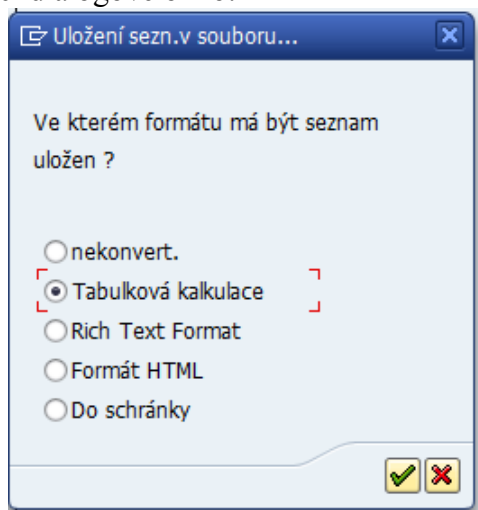 Uložení sezn.v souboru...
Ve kterém formátu má být seznam
uložen ?
nekonvert.
Tabulková kalkulace
Rich Text Format
Formát HTML
Do schránky